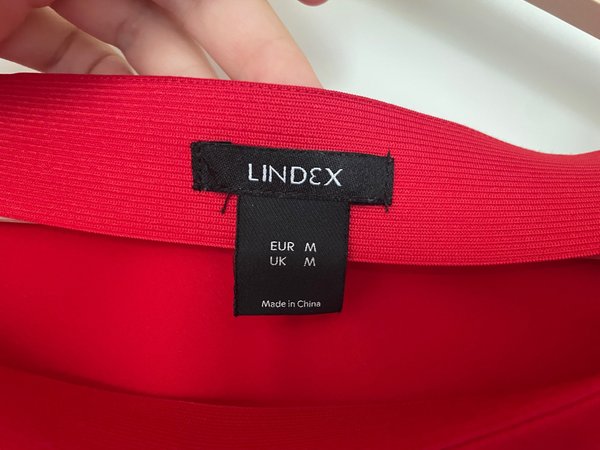 LINDEX
EUR M
UK M
Made in China